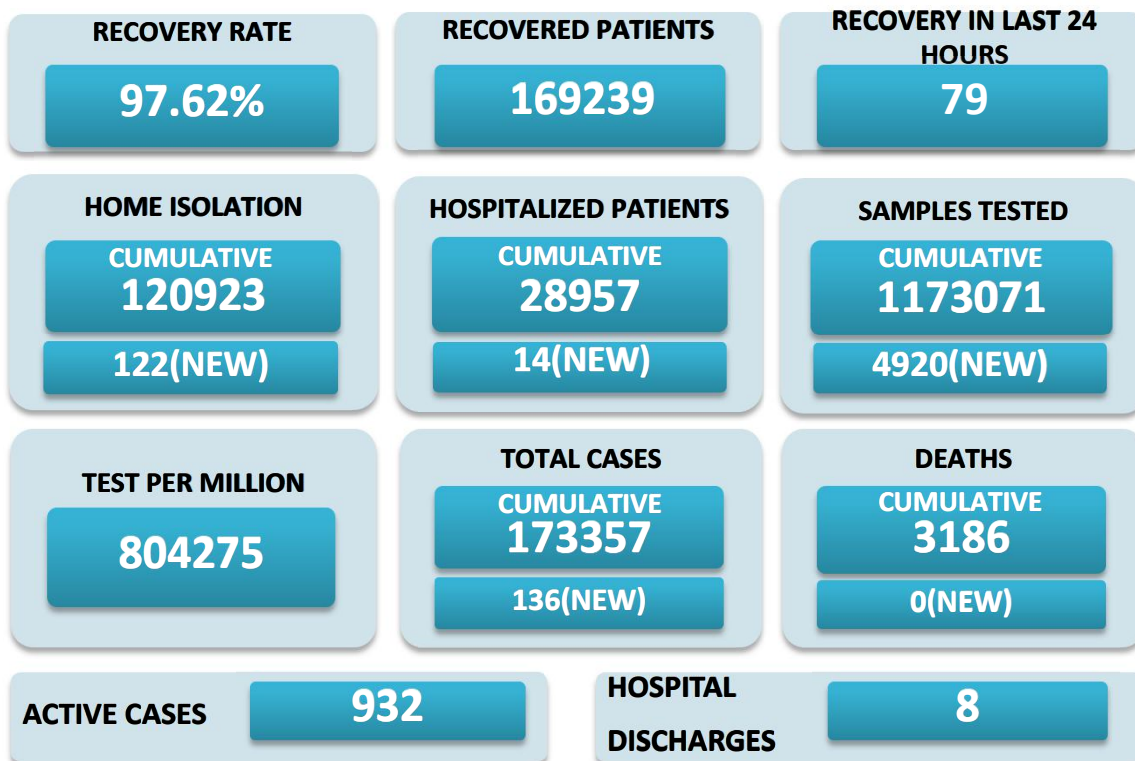 RECOVERY RATE
97.62%
RECOVERED PATIENTS
169239
RECOVERY IN LAST 24
HOURS
79
HOME ISOLATION
CUMULATIVE
120923
122(NEW)
HOSPITALIZED PATIENTS
CUMULATIVE
28957
14(NEW)
SAMPLES TESTED
CUMULATIVE
1173071
4920(NEW)
TEST PER MILLION
804275
TOTAL CASES
CUMULATIVE
173357
136(NEW)
DEATHS
CUMULATIVE
3186
0(NEW)
ACTIVE CASES
932
HOSPITAL
DISCHARGES
8